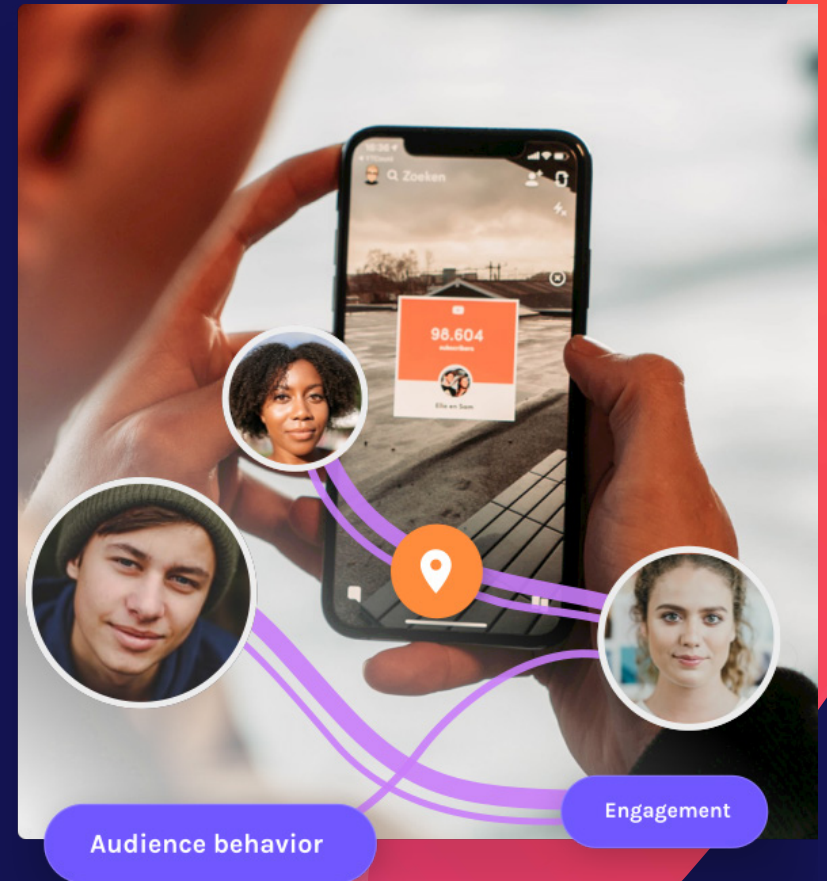 Zoeken
98.604
subscribers
Elle en Sam
Engagement
Audience behavior